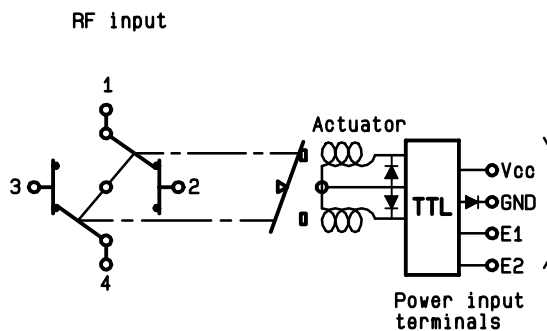 RF input
1
Actuator
3
2
TTL
Vcc
GND
E1
E2
4
Power input
terminals